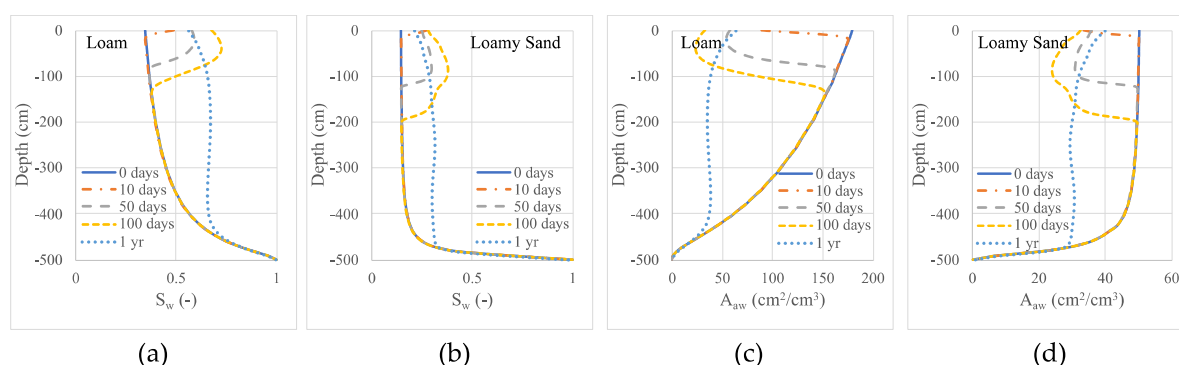 Loam
Depth (cm)
0
-100
-200
-300
-400
-500
0 days
10 days
50 days
100 days
1 yr
0
0.5
1
S_w (-)
(a)
Loamy Sand
Depth (cm)
0
-100
-200
-300
-400
-500
0 days
10 days
50 days
100 days
1 yr
0
0.5
1
S_w (-)
(b)
Loam
Depth (cm)
0
-100
-200
-300
-400
-500
0 days
10 days
50 days
100 days
1 yr
0
100
150
200
A_aw (cm²/cm³)
(c)
Loamy Sand
Depth (cm)
0
-100
-200
-300
-400
-500
0 days
10 days
50 days
100 days
1 yr
0
20
40
60
A_aw (cm²/cm³)
(d)